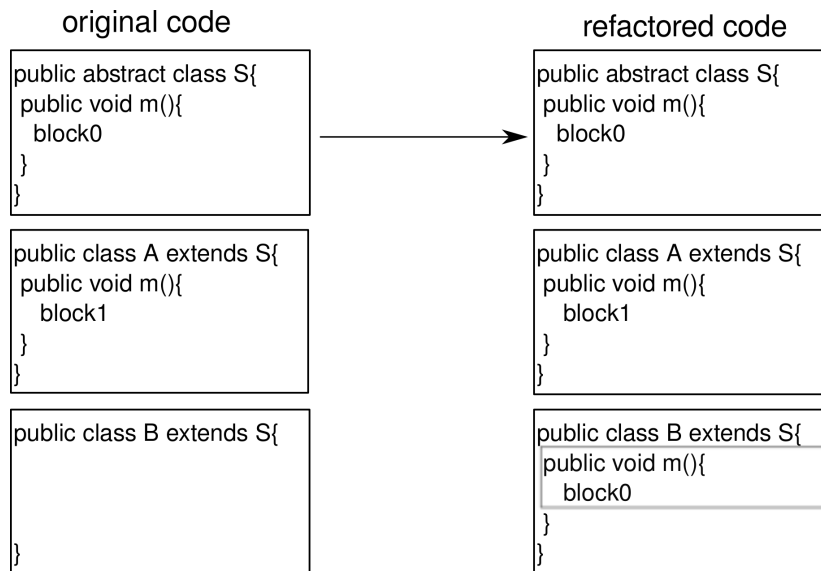 original code
public abstract class S{
public void m(){
block0
}
}
public class A extends S{
public void m(){
block1
}
}
public class B extends S{
}
refactored code
public abstract class S{
public void m(){
block0
}
}
public class A extends S{
public void m(){
block1
}
}
public class B extends S{
public void m(){
block0
}
}